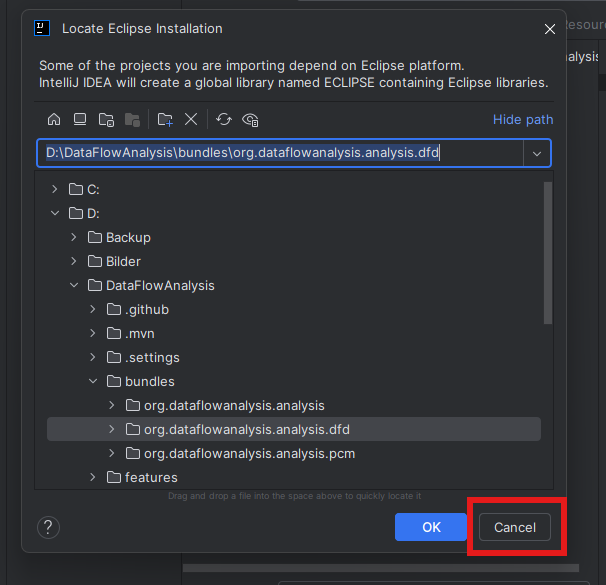 Locate Eclipse Installation
Some of the projects you are importing depend on Eclipse platform.
IntelliJ IDEA will create a global library named ECLIPSE containing Eclipse libraries.
Hide path
D:\DataFlowAnalysis\bundles\org.dataflowanalysis.analysis.dfd
C:
D:
Backup
Bilder
DataFlowAnalysis
.github
.mvn
.settings
bundles
org.dataflowanalysis.analysis
org.dataflowanalysis.analysis.dfd
org.dataflowanalysis.analysis.pcm
features
Drag and drop a file into the space above to quickly locate it
?
OK
Cancel